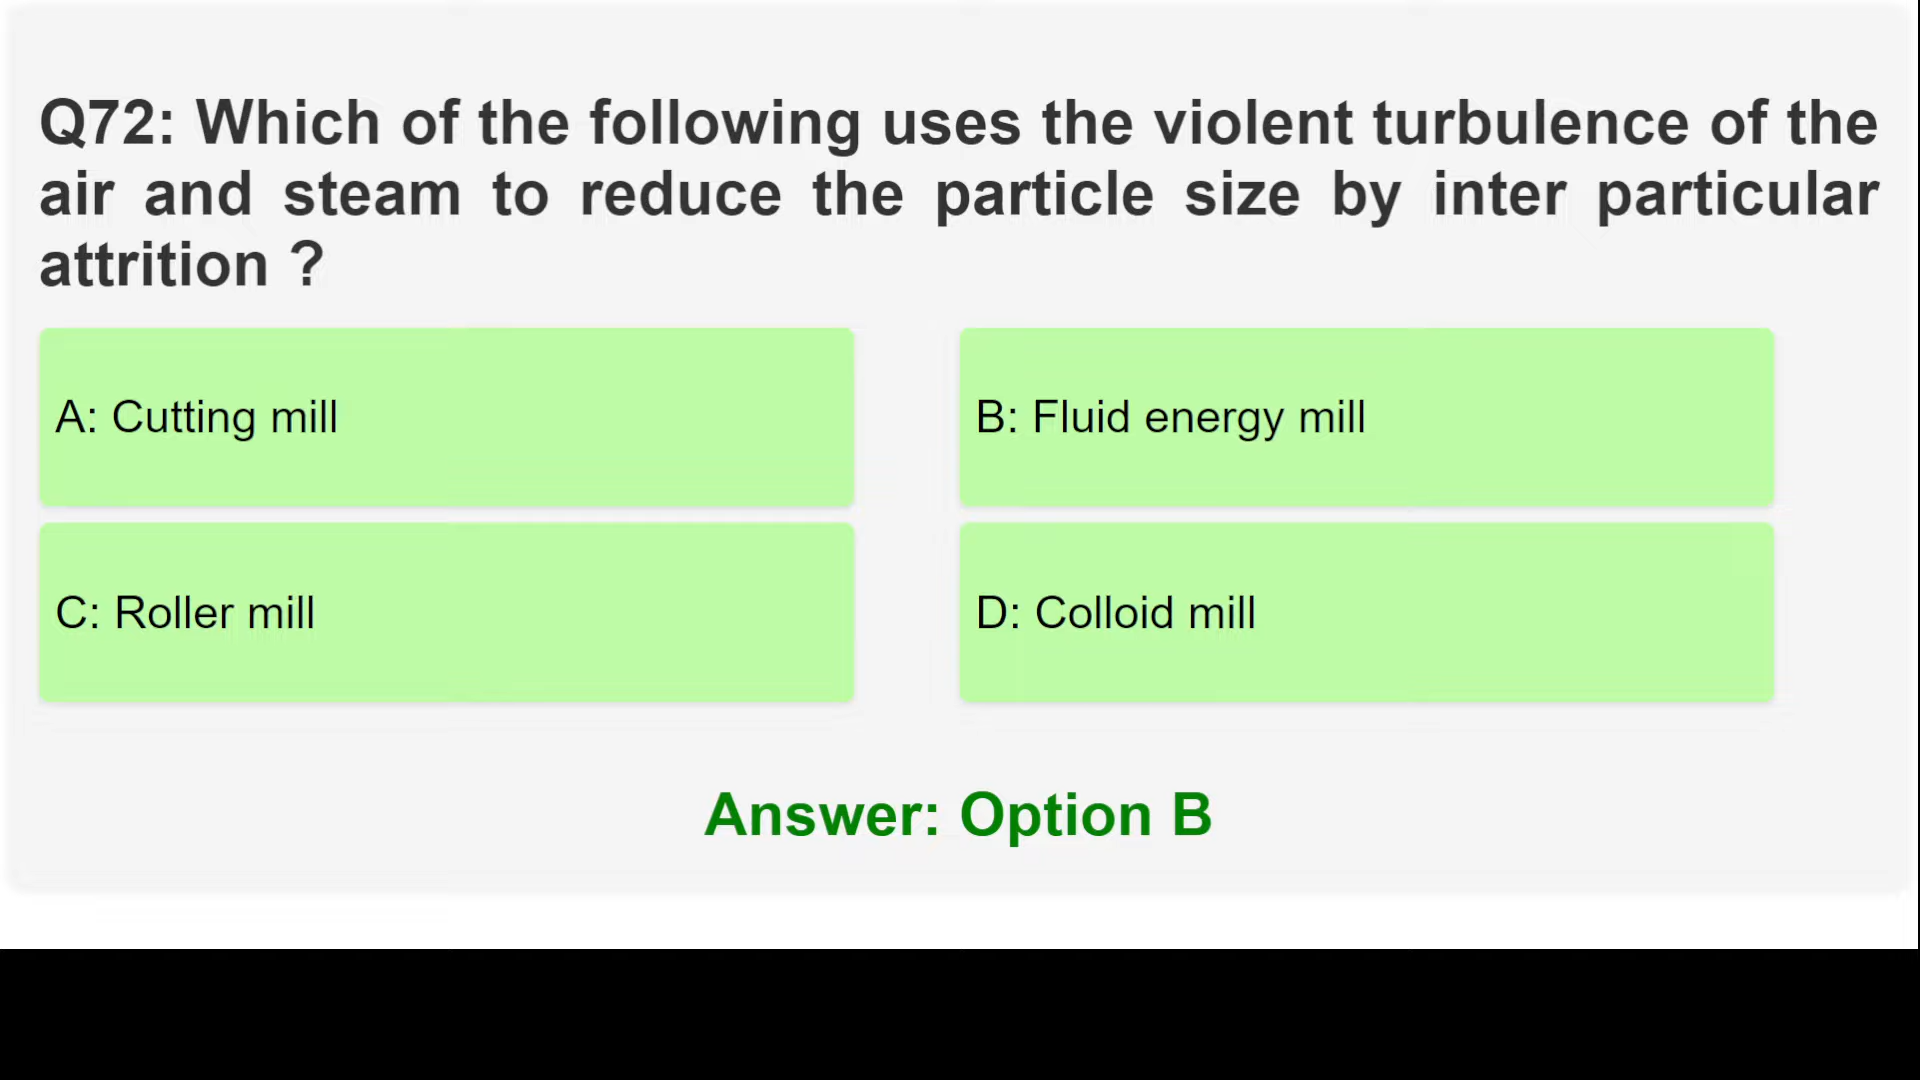 Q72: Which of the following uses the violent turbulence of the
air and steam to reduce the particle size by inter particular
attrition ?
A: Cutting mill
B: Fluid energy mill
C: Roller mill
D: Colloid mill
Answer: Option B